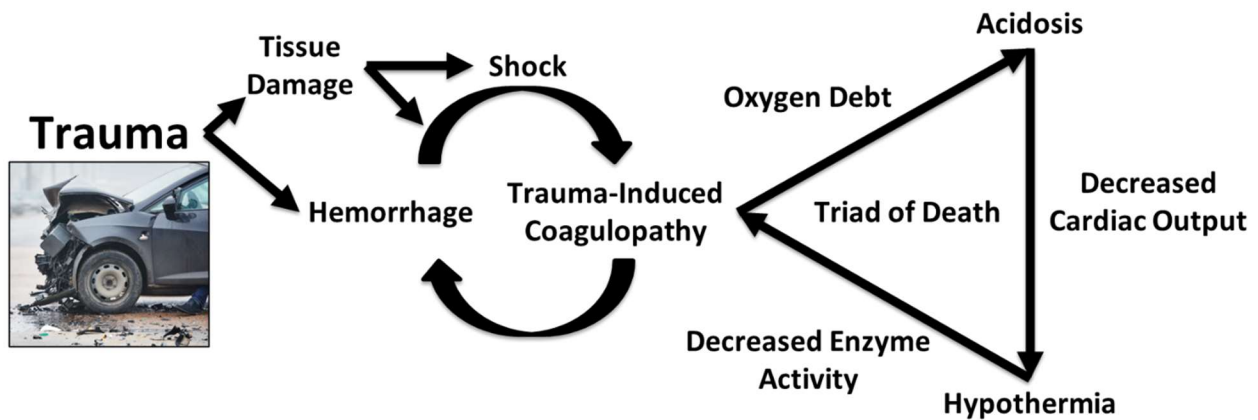 Trauma
Tissue
Damage
Shock
Hemorrhage
Trauma-Induced
Coagulopathy
Oxygen Debt
Acidosis
Triad of Death
Decreased
Cardiac Output
Decreased Enzyme
Activity
Hypothermia